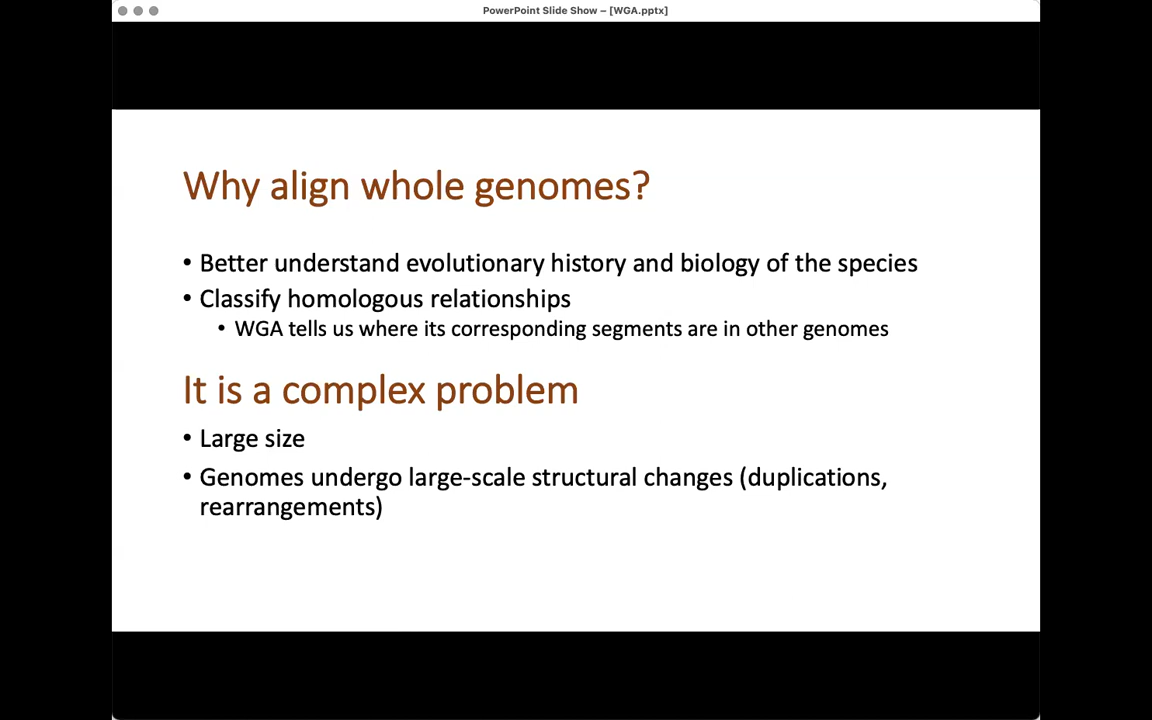 PowerPoint Slide Show – [WGA.pptx]
Why align whole genomes?
• Better understand evolutionary history and biology of the species
• Classify homologous relationships
• WGA tells us where its corresponding segments are in other genomes
It is a complex problem
• Large size
• Genomes undergo large-scale structural changes (duplications,
rearrangements)